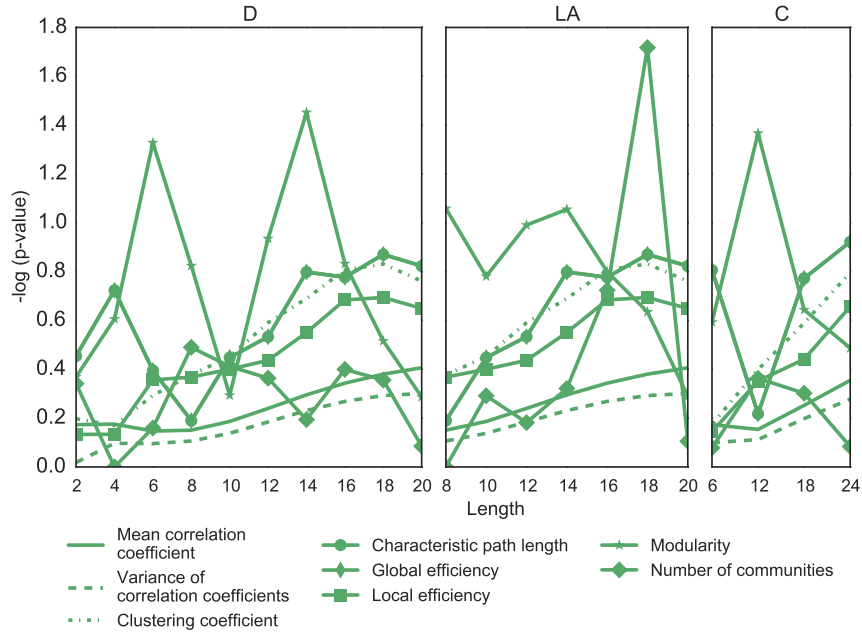 D LA C
1.8
1.6
1.4
1.2
1.0
0.8
0.6
0.4
0.2
0.0
-log (p-value)
2 4 6 8 10 12 14 16 18 20 8 10 12 14 16 18 20 6 12 18 24
Length
Mean correlation
coefficient
Variance of
correlation coefficients
Clustering coefficient
Characteristic path length
Global efficiency
Local efficiency
Modularity
Number of communities